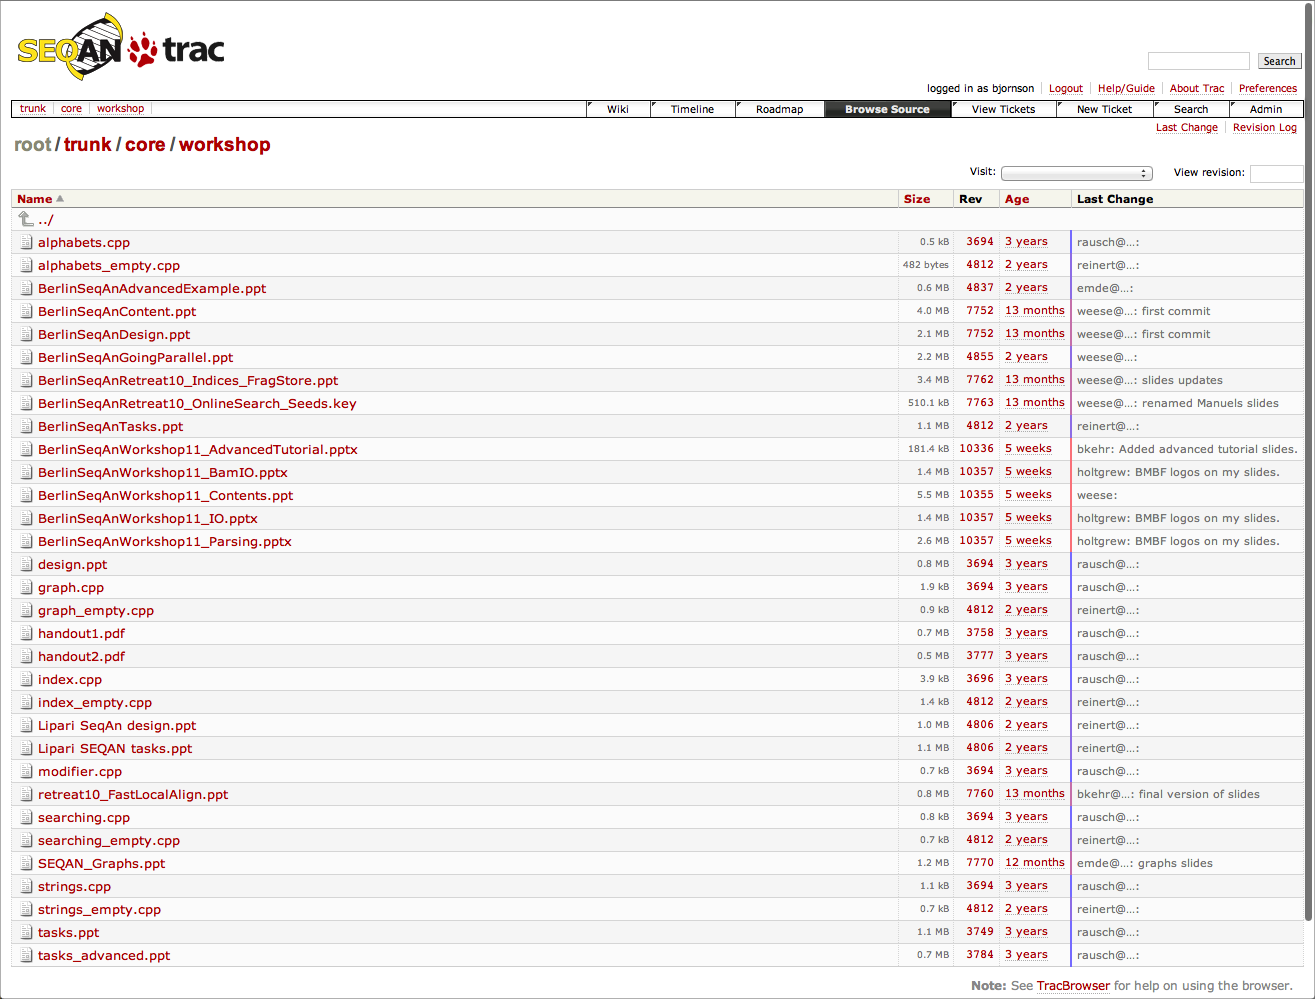 SEQAN trac
Search
logged in as bjornson Logout Help/Guide About Trac Preferences
trunk core workshop Wiki Timeline Roadmap Browse Source View Tickets New Ticket Search Admin
Last Change Revision Log
root / trunk / core / workshop
Visit: View revision:
Name Size Rev Age Last Change
../
alphabets.cpp 0.5 kB 3694 3 years rausch@...:
alphabets_empty.cpp 482 bytes 4812 2 years reinert@...:
BerlinSeqAnAdvancedExample.ppt 0.6 MB 4837 2 years emde@...:
BerlinSeqAnContent.ppt 4.0 MB 7752 13 months weese@...: first commit
BerlinSeqAnDesign.ppt 2.1 MB 7752 13 months weese@...: first commit
BerlinSeqAnGoingParallel.ppt 2.2 MB 4855 2 years weese@...:
BerlinSeqAnRetreat10_Indices_FragStore.ppt 3.4 MB 7762 13 months weese@...: slides updates
BerlinSeqAnRetreat10_OnlineSearch_Seeds.key 510.1 kB 7763 13 months weese@...: renamed Manuels slides
BerlinSeqAnTasks.ppt 1.1 MB 4812 2 years reinert@...:
BerlinSeqAnWorkshop11_AdvancedTutorial.pptx 181.4 kB 10336 5 weeks bkehr: Added advanced tutorial slides.
BerlinSeqAnWorkshop11_BamIO.pptx 1.4 MB 10357 5 weeks holtgrew: BMBF logos on my slides.
BerlinSeqAnWorkshop11_Contents.ppt 5.5 MB 10355 5 weeks weese:
BerlinSeqAnWorkshop11_IO.pptx 1.4 MB 10357 5 weeks holtgrew: BMBF logos on my slides.
BerlinSeqAnWorkshop11_Parsing.pptx 2.6 MB 10357 5 weeks holtgrew: BMBF logos on my slides.
design.ppt 0.8 MB 3694 3 years rausch@...:
graph.cpp 1.9 kB 3694 3 years rausch@...:
graph_empty.cpp 0.9 kB 4812 2 years reinert@...:
handout1.pdf 0.7 MB 3758 3 years rausch@...:
handout2.pdf 0.5 MB 3777 3 years rausch@...:
index.cpp 3.9 kB 3696 3 years rausch@...:
index_empty.cpp 1.4 kB 4812 2 years reinert@...:
Lipari SeqAn design.ppt 1.0 MB 4806 2 years reinert@...:
Lipari SEQAN tasks.ppt 1.1 MB 4806 2 years reinert@...:
modifier.cpp 0.7 kB 3694 3 years rausch@...:
retreat10_FastLocalAlign.ppt 0.8 MB 7760 13 months bkehr@...: final version of slides
searching.cpp 0.8 kB 3694 3 years rausch@...:
searching_empty.cpp 0.7 kB 4812 2 years reinert@...:
SEQAN_Graphs.ppt 1.2 MB 7770 12 months emde@...: graphs slides
strings.cpp 1.1 kB 3694 3 years rausch@...:
strings_empty.cpp 0.7 kB 4812 2 years reinert@...:
tasks.ppt 1.1 MB 3749 3 years rausch@...:
tasks_advanced.ppt 0.7 MB 3784 3 years rausch@...:
Note: See TracBrowser for help on using the browser.